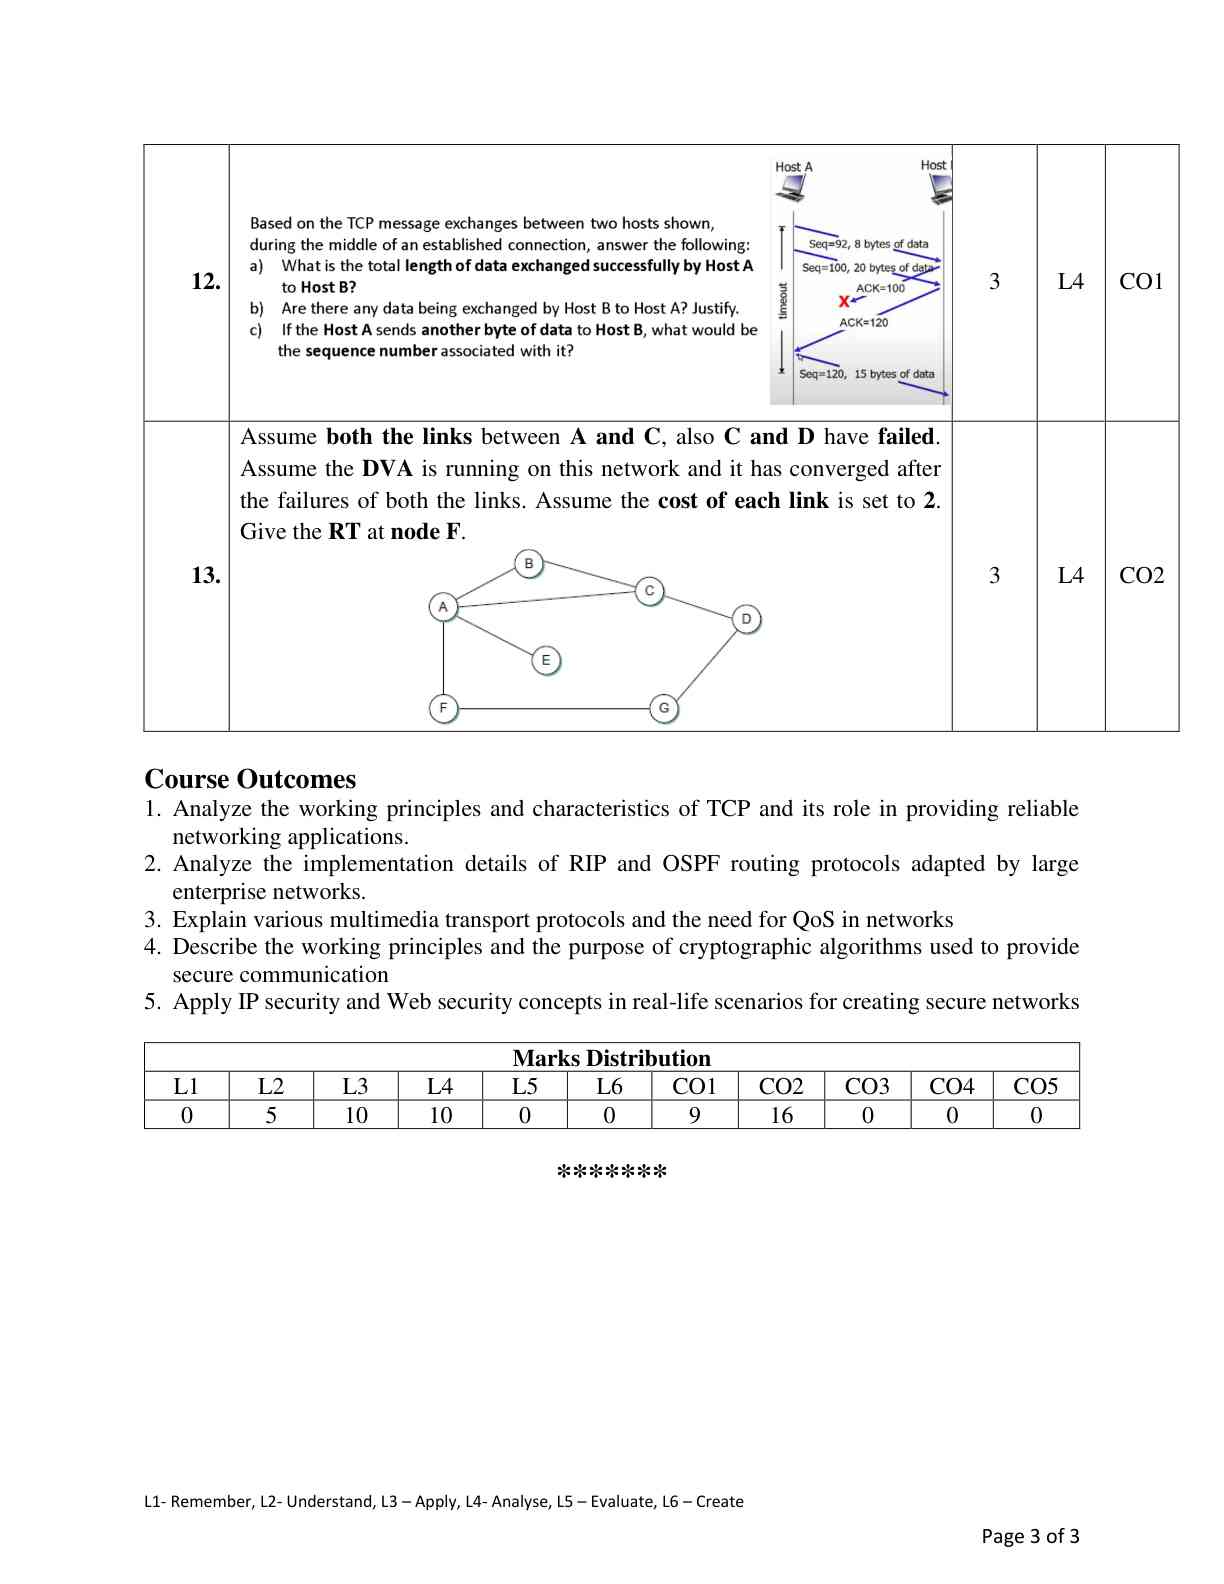 12.
Based on the TCP message exchanges between two hosts shown,
during the middle of an established connection, answer the following:
a) What is the total length of data exchanged successfully by Host A
to Host B?
b) Are there any data being exchanged by Host B to Host A? Justify.
c) If the Host A sends another byte of data to Host B, what would be
the sequence number associated with it?
Host A
Host
Seq=92, 8 bytes of data
Seq=100, 20 bytes of data
ACK=100
X
timeout
ACK=120
Seq=120, 15 bytes of data
3 L4 CO1
13.
Assume both the links between A and C, also C and D have failed.
Assume the DVA is running on this network and it has converged after
the failures of both the links. Assume the cost of each link is set to 2.
Give the RT at node F.
B
C
A
D
E
F
G
3 L4 CO2
Course Outcomes
1. Analyze the working principles and characteristics of TCP and its role in providing reliable
networking applications.
2. Analyze the implementation details of RIP and OSPF routing protocols adapted by large
enterprise networks.
3. Explain various multimedia transport protocols and the need for QoS in networks
4. Describe the working principles and the purpose of cryptographic algorithms used to provide
secure communication
5. Apply IP security and Web security concepts in real-life scenarios for creating secure networks
Marks Distribution
L1 L2 L3 L4 L5 L6 CO1 CO2 CO3 CO4 CO5
0 5 10 10 0 0 9 16 0 0 0
*******
L1- Remember, L2- Understand, L3 – Apply, L4- Analyse, L5 – Evaluate, L6 – Create
Page 3 of 3